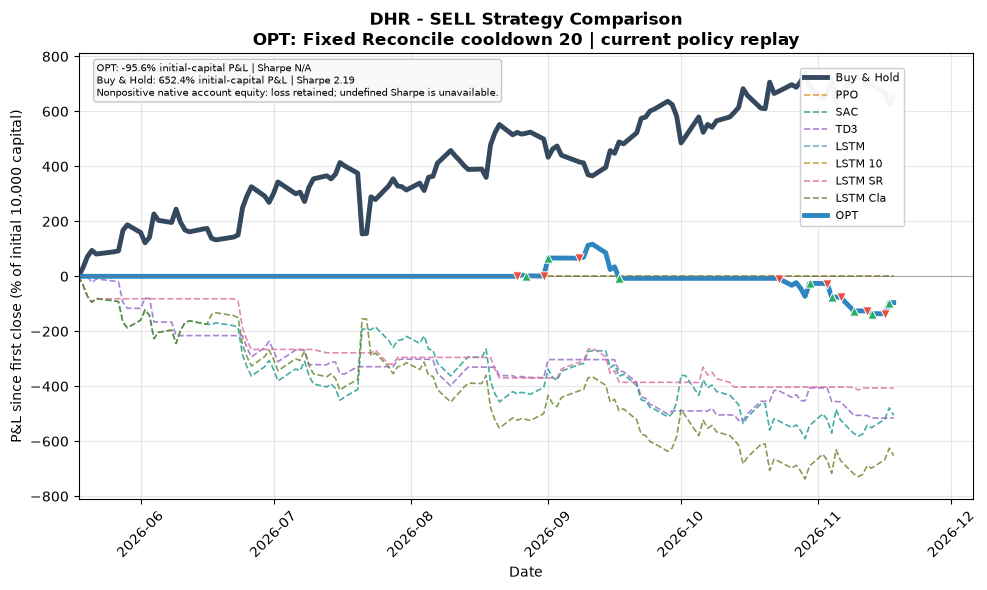 DHR - SELL Strategy Comparison
OPT: Fixed Reconcile cooldown 20 | current policy replay
OPT: -95.6% initial-capital P&L | Sharpe N/A
Buy & Hold: 652.4% initial-capital P&L | Sharpe 2.19
Nonpositive native account equity: loss retained; undefined Sharpe is unavailable.
Buy & Hold
PPO
SAC
TD3
LSTM
LSTM 10
LSTM SR
LSTM Cla
OPT
P&L since first close (% of initial 10,000 capital)
800
600
400
200
0
−200
−400
−600
−800
2026-06
2026-07
2026-08
2026-09
2026-10
2026-11
2026-12
Date